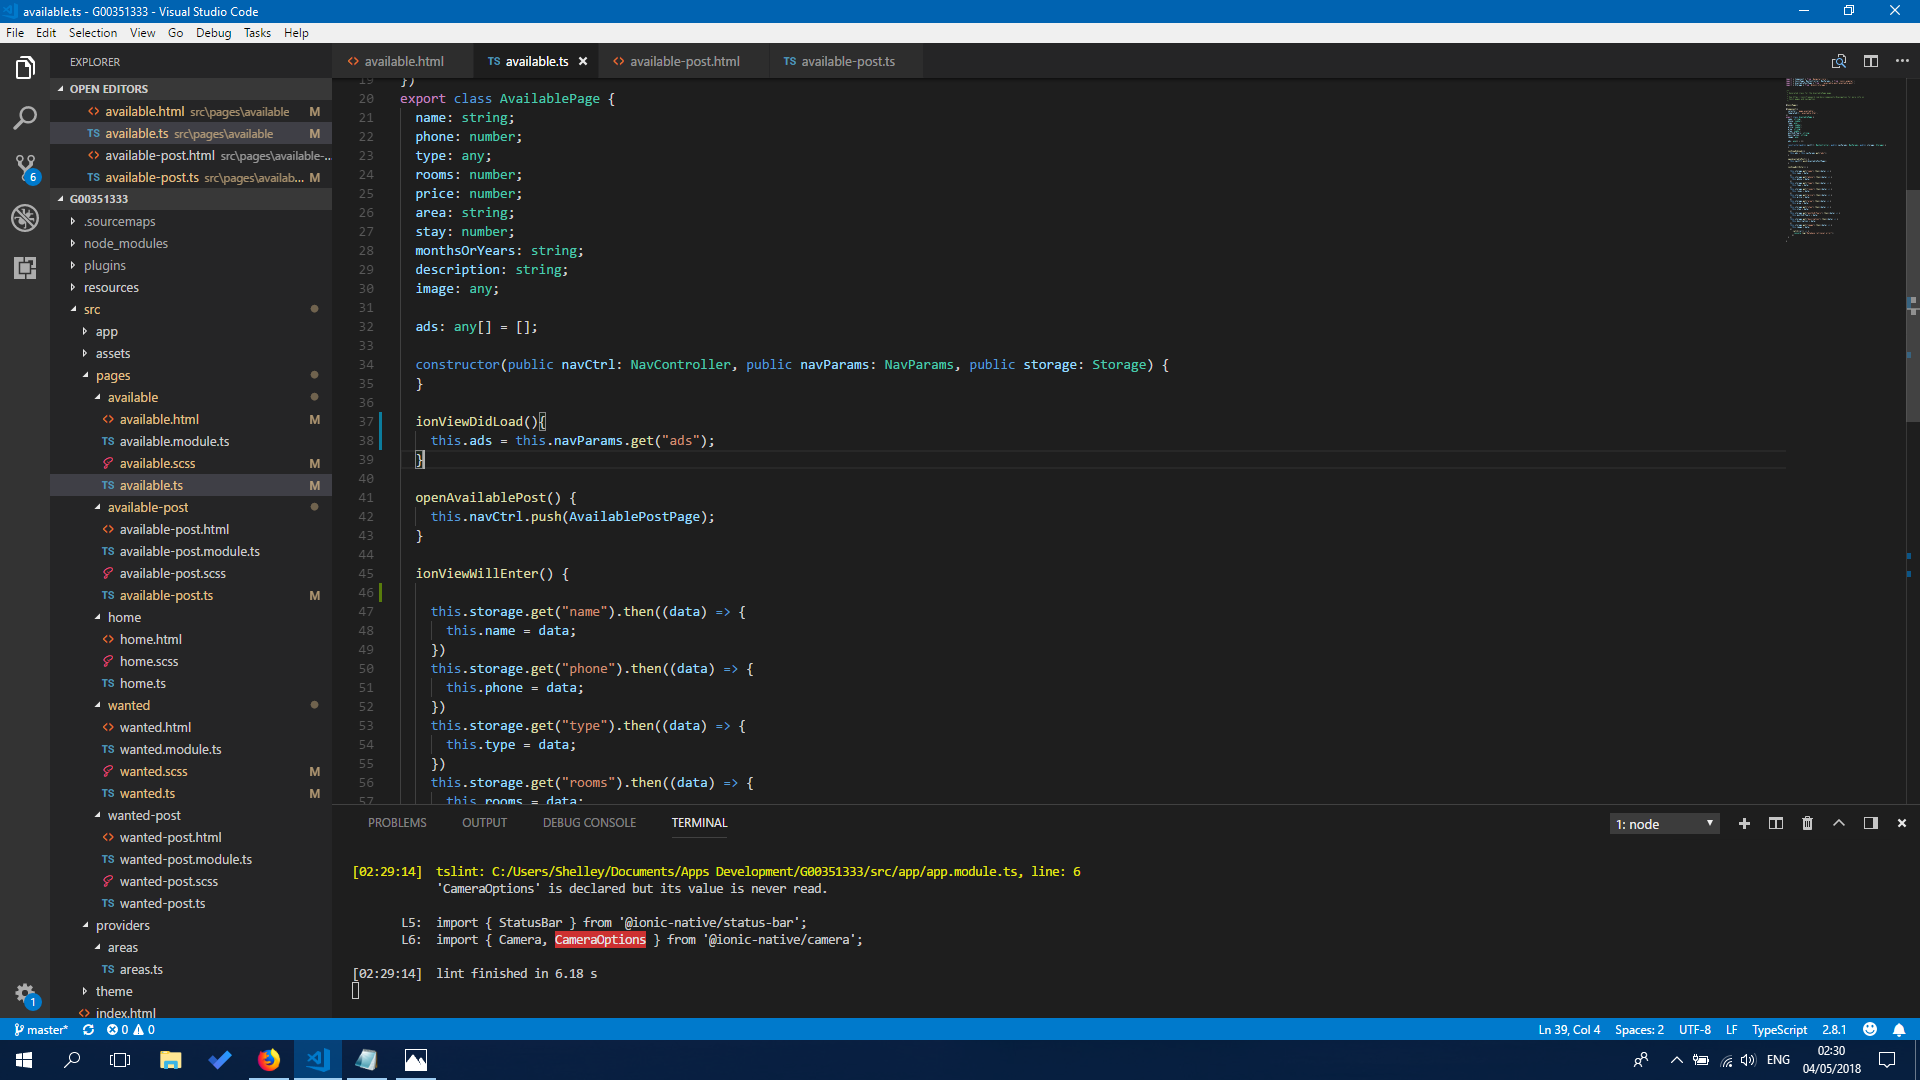 available.ts - G00351333 - Visual Studio Code
File Edit Selection View Go Debug Tasks Help
EXPLORER
OPEN EDITORS
<> available.html src\pages\available M
TS available.ts src\pages\available M
<> available-post.html src\pages\available-...
TS available-post.ts src\pages\availab... M
G00351333
.sourcemaps
node_modules
plugins
resources
src
app
assets
pages
available
<> available.html M
TS available.module.ts
available.scss M
TS available.ts M
available-post
<> available-post.html
TS available-post.module.ts
available-post.scss
TS available-post.ts M
home
<> home.html
home.scss
TS home.ts
wanted
<> wanted.html
TS wanted.module.ts
wanted.scss M
TS wanted.ts M
wanted-post
<> wanted-post.html
TS wanted-post.module.ts
wanted-post.scss
TS wanted-post.ts
providers
areas
TS areas.ts
theme
<> index.html
6
1
<> available.html TS available.ts <> available-post.html TS available-post.ts
19 })
20 export class AvailablePage {
21 name: string;
22 phone: number;
23 type: any;
24 rooms: number;
25 price: number;
26 area: string;
27 stay: number;
28 monthsOrYears: string;
29 description: string;
30 image: any;
31
32 ads: any[] = [];
33
34 constructor(public navCtrl: NavController, public navParams: NavParams, public storage: Storage) {
35 }
36
37 ionViewDidLoad(){
38 this.ads = this.navParams.get("ads");
39 }
40
41 openAvailablePost() {
42 this.navCtrl.push(AvailablePostPage);
43 }
44
45 ionViewWillEnter() {
46
47 this.storage.get("name").then((data) => {
48 this.name = data;
49 })
50 this.storage.get("phone").then((data) => {
51 this.phone = data;
52 })
53 this.storage.get("type").then((data) => {
54 this.type = data;
55 })
56 this.storage.get("rooms").then((data) => {
57 this.rooms = data;
PROBLEMS OUTPUT DEBUG CONSOLE TERMINAL 1: node
[02:29:14] tslint: C:/Users/Shelley/Documents/Apps Development/G00351333/src/app/app.module.ts, line: 6
'CameraOptions' is declared but its value is never read.
L5: import { StatusBar } from '@ionic-native/status-bar';
L6: import { Camera, CameraOptions } from '@ionic-native/camera';
[02:29:14] lint finished in 6.18 s
master* 0 0 Ln 39, Col 4 Spaces: 2 UTF-8 LF TypeScript 2.8.1
ENG 02:30
04/05/2018